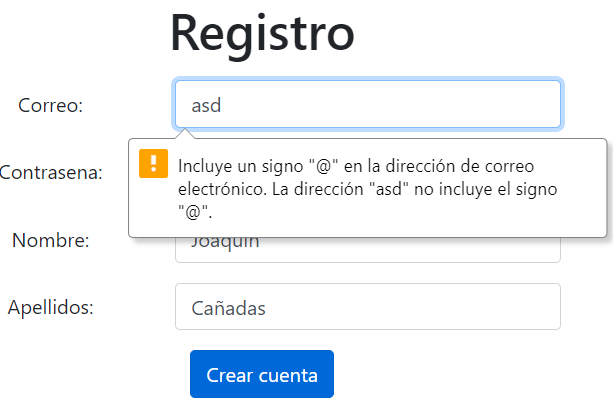 Registro
Correo:
asd
Contrasena:
Incluye un signo "@" en la dirección de correo
electrónico. La dirección "asd" no incluye el signo
"@".
Nombre:
Joaquín
Apellidos:
Cañadas
Crear cuenta